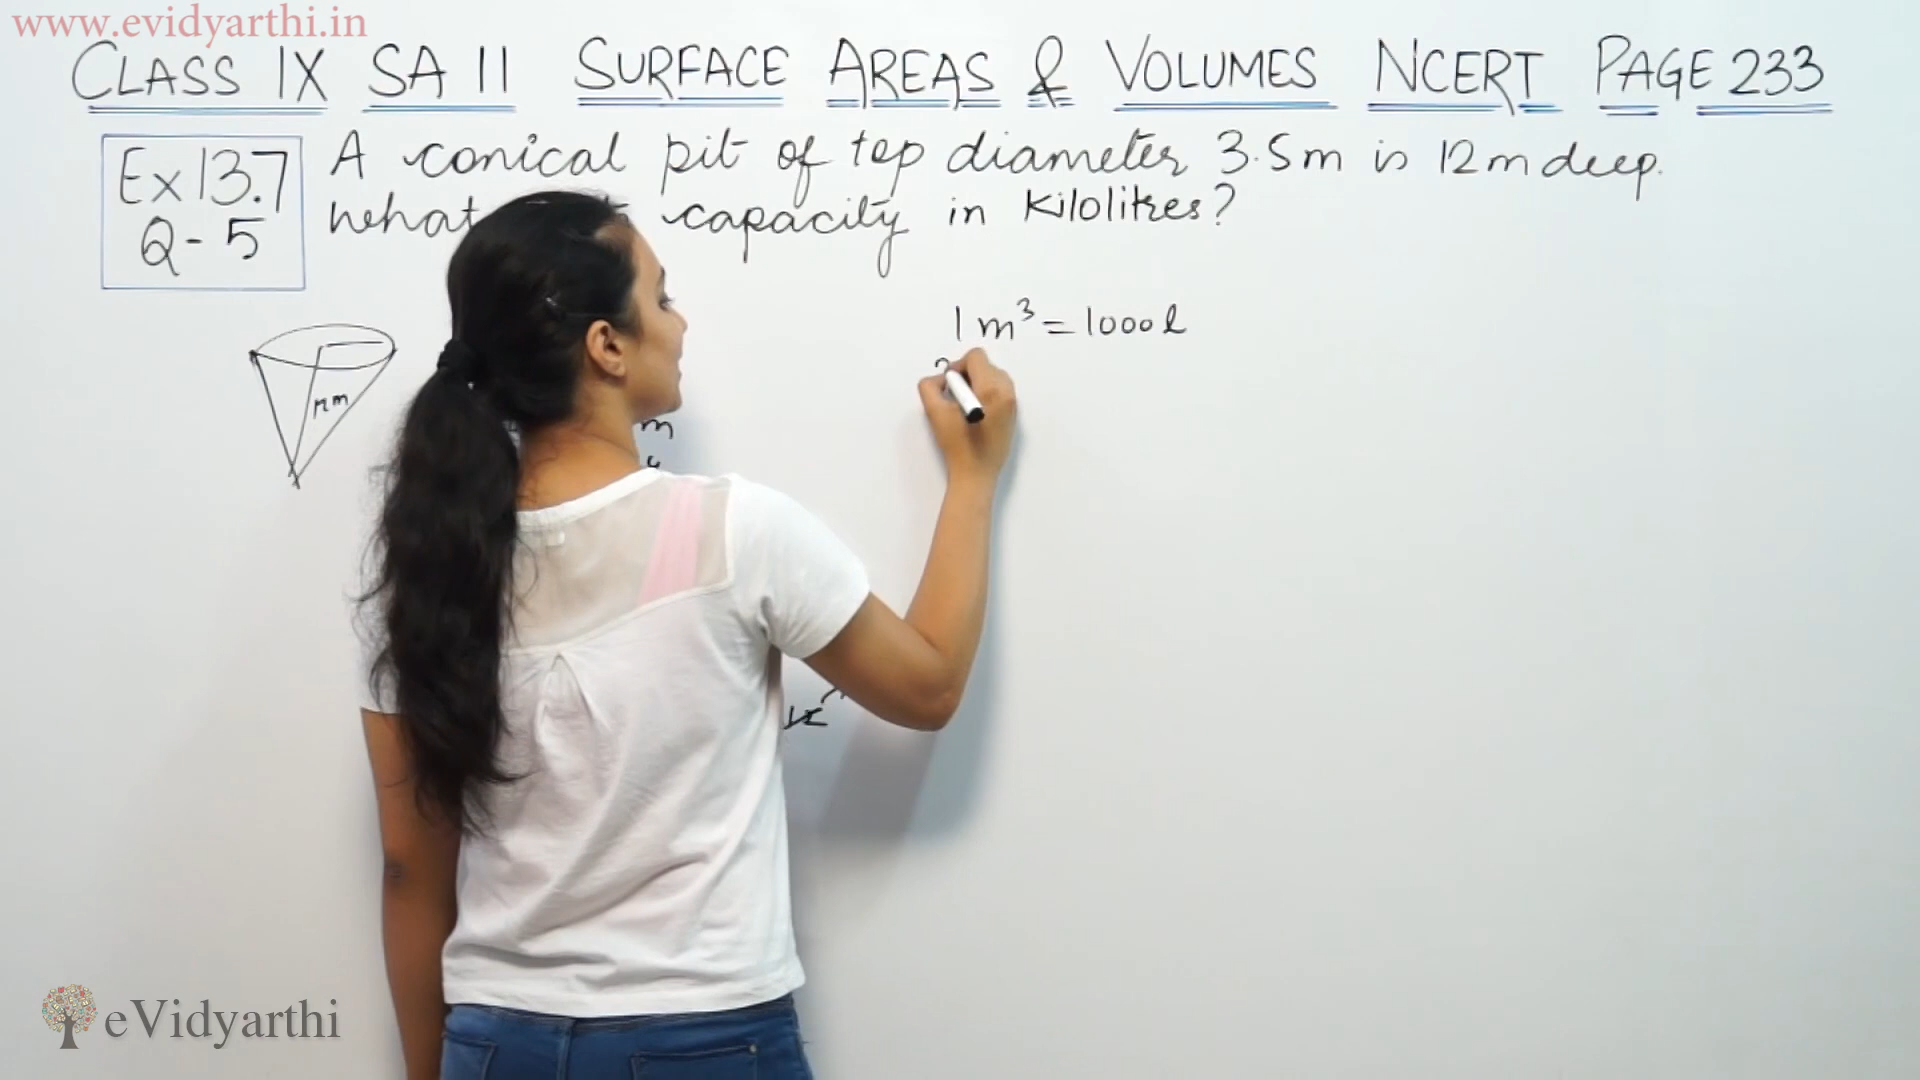 www.evidyarthi.in
CLASS IX SA II SURFACE AREAS & VOLUMES NCERT PAGE 233
Ex 13.7
Q - 5
A conical pit of top diameter 3.5m is 12m deep.
what capacity in kilolitres?
1 m³ = 1000 l
12m
m
eVidyarthi